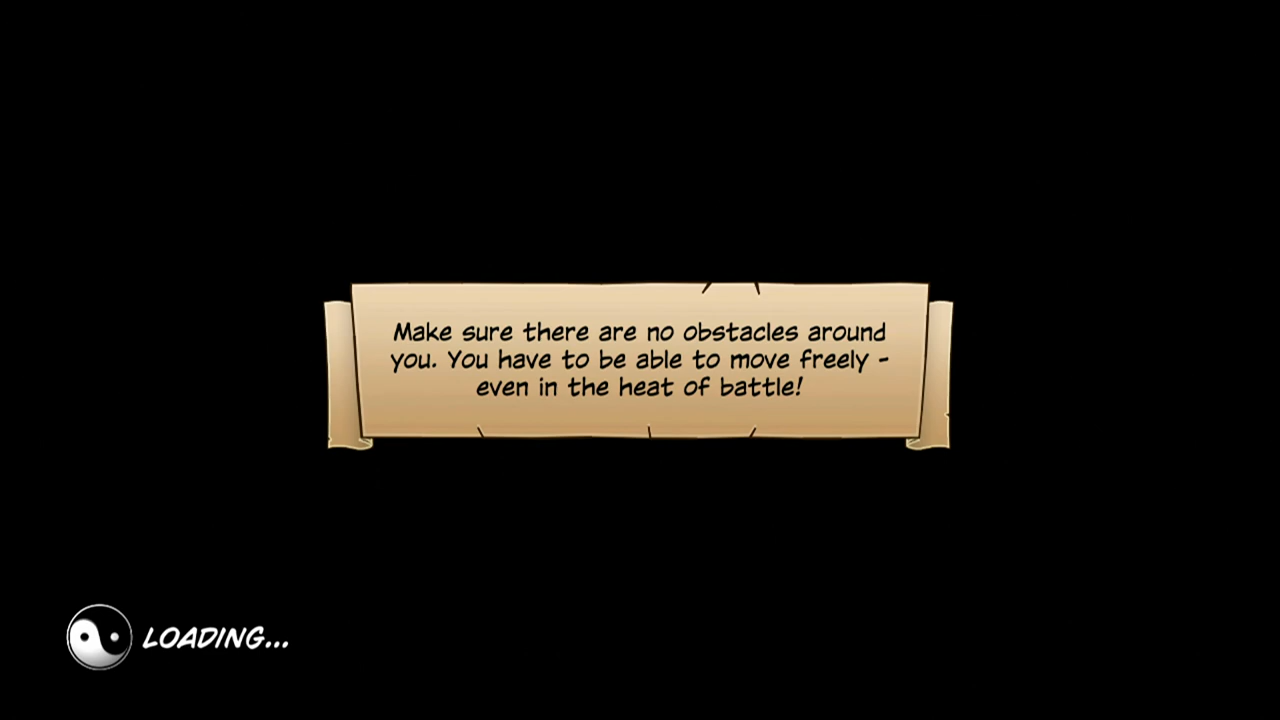 Make sure there are no obstacles around
you. You have to be able to move freely -
even in the heat of battle!
LOADING...